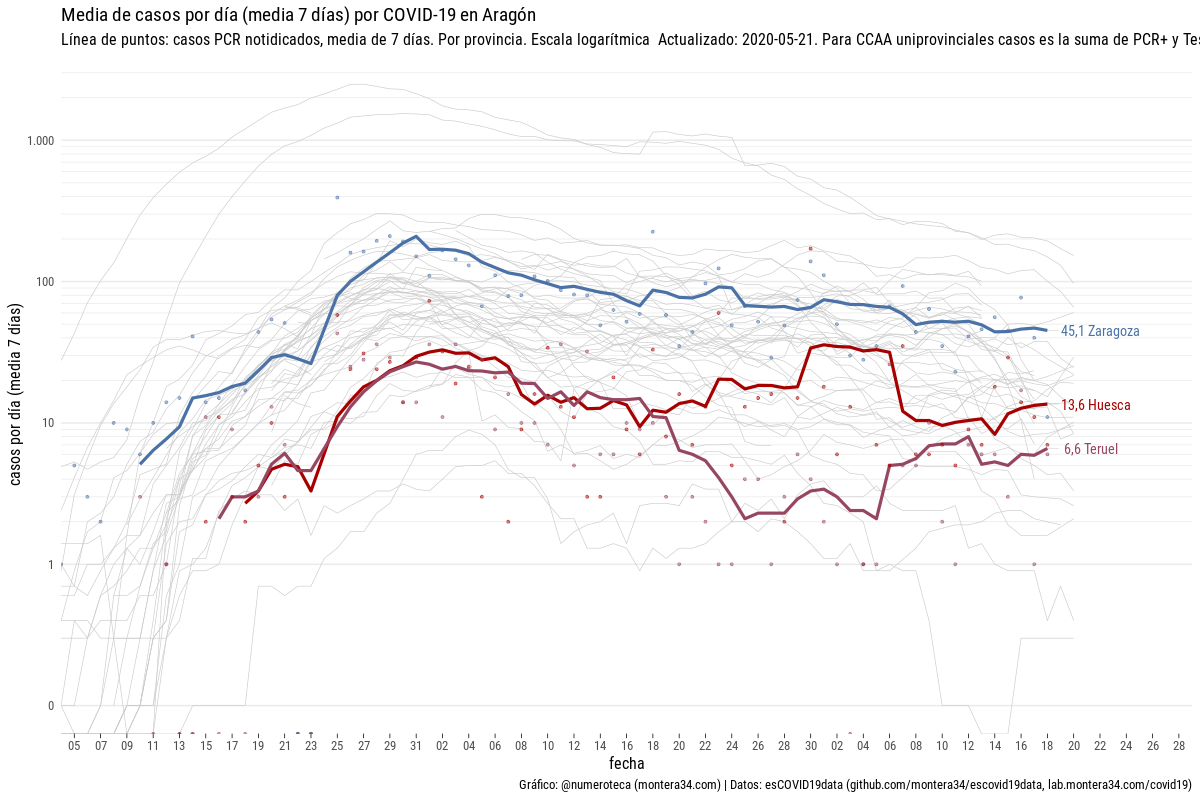 Media de casos por día (media 7 días) por COVID-19 en Aragón
Línea de puntos: casos PCR notidicados, media de 7 días. Por provincia. Escala logarítmica  Actualizado: 2020-05-21. Para CCAA uniprovinciales casos es la suma de PCR+ y Tes
casos por día (media 7 días)
1.000
100
10
1
0
45,1 Zaragoza
13,6 Huesca
6,6 Teruel
05 07 09 11 13 15 17 19 21 23 25 27 29 31 02 04 06 08 10 12 14 16 18 20 22 24 26 28 30 02 04 06 08 10 12 14 16 18 20 22 24 26 28
fecha
Gráfico: @numeroteca (montera34.com) | Datos: esCOVID19data (github.com/montera34/escovid19data, lab.montera34.com/covid19)